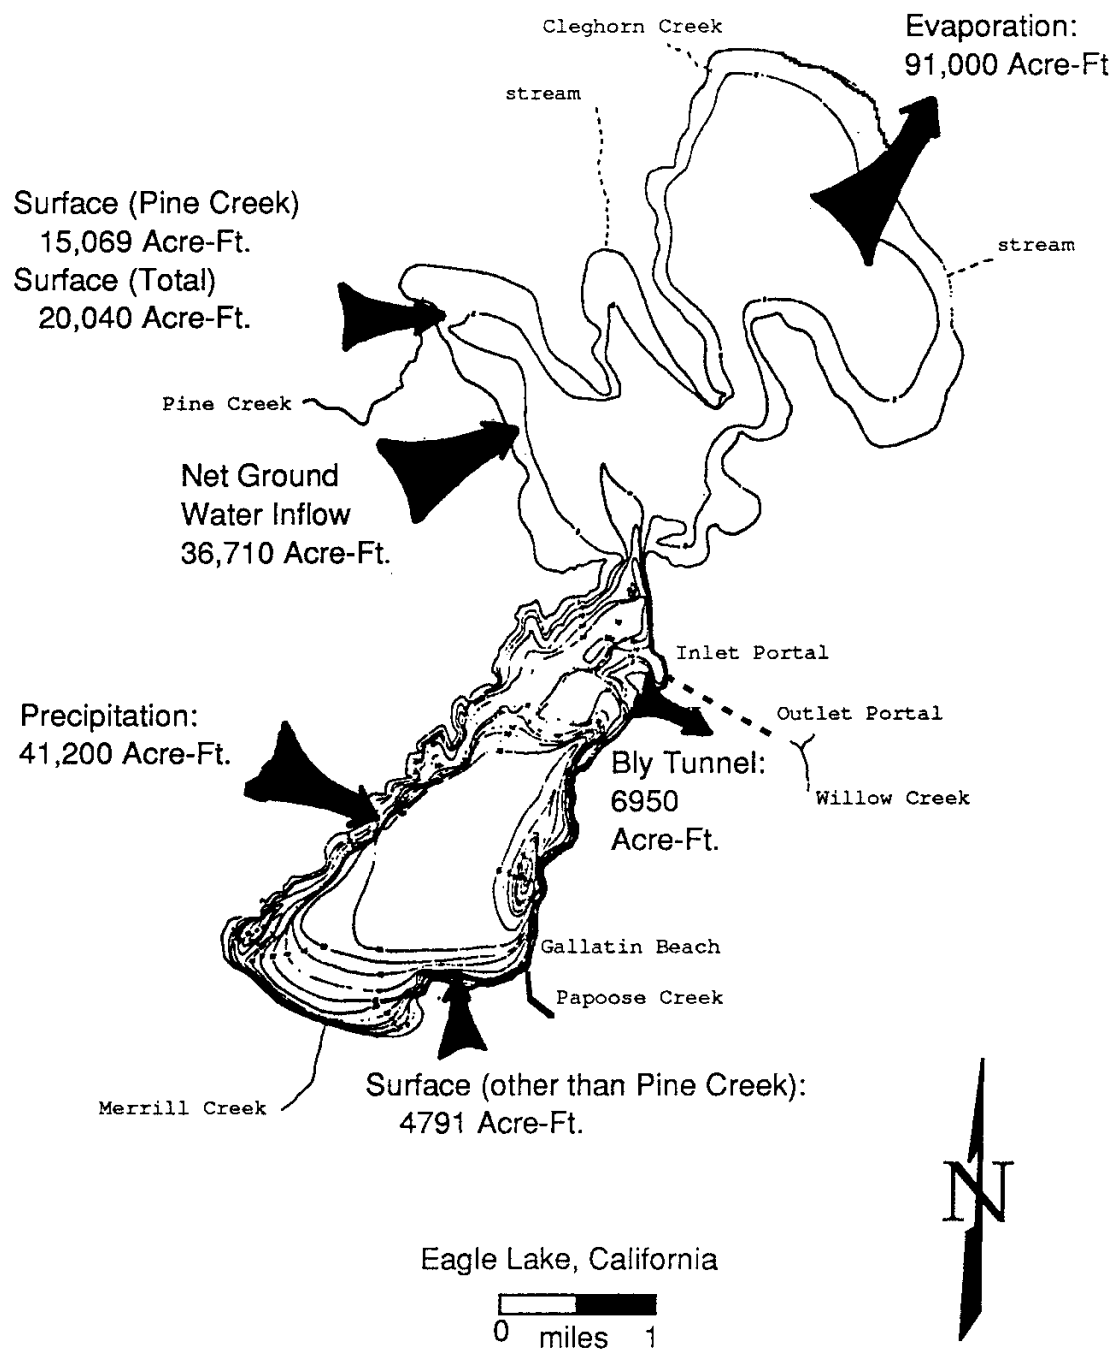 Cleghorn Creek
Evaporation:
91,000 Acre-Ft
stream
Surface (Pine Creek)
15,069 Acre-Ft.
Surface (Total)
20,040 Acre-Ft.
stream
Pine Creek
Net Ground
Water Inflow
36,710 Acre-Ft.
Inlet Portal
Outlet Portal
Precipitation:
41,200 Acre-Ft.
Bly Tunnel:
6950
Acre-Ft.
Willow Creek
Gallatin Beach
Papoose Creek
Surface (other than Pine Creek):
4791 Acre-Ft.
Merrill Creek
N
Eagle Lake, California
0 miles 1